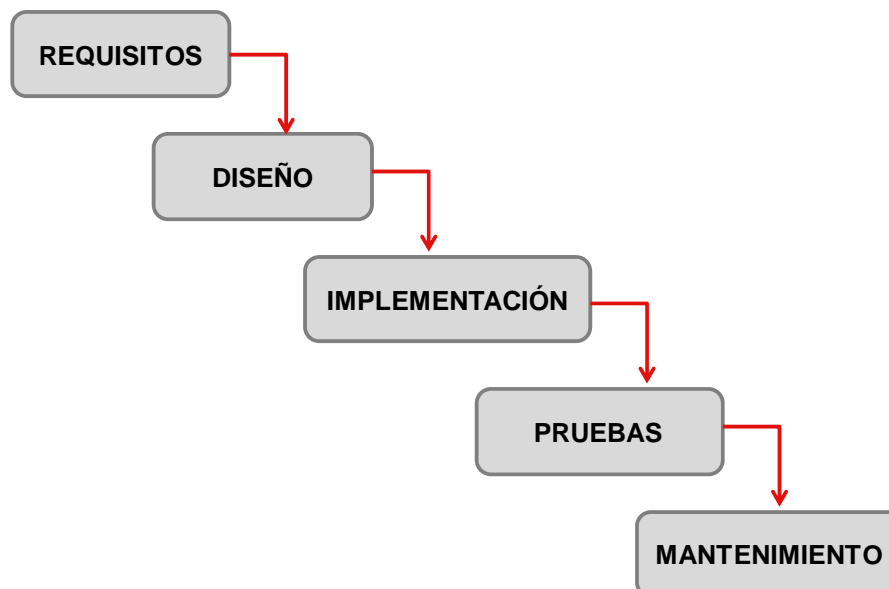 REQUISITOS
DISEÑO
IMPLEMENTACIÓN
PRUEBAS
MANTENIMIENTO